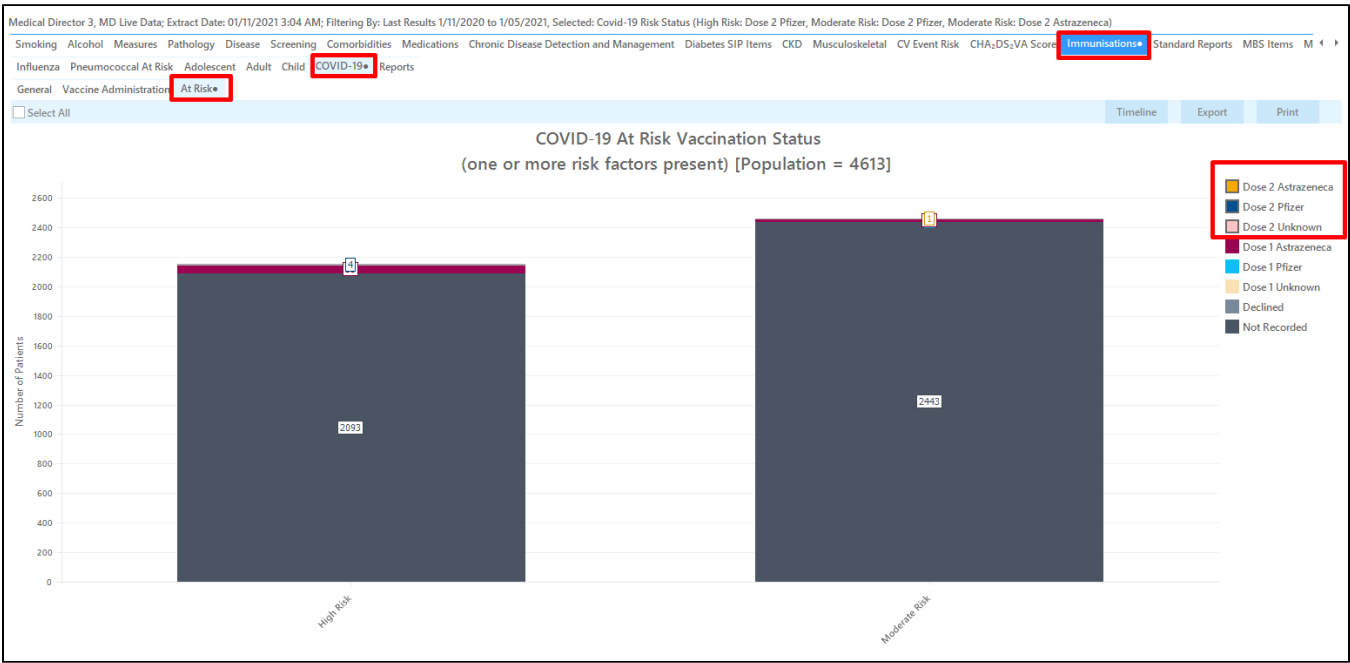 Medical Director 3, MD Live Data; Extract Date: 01/11/2021 3:04 AM; Filtering By: Last Results 1/11/2020 to 1/05/2021, Selected: Covid-19 Risk Status (High Risk: Dose 2 Pfizer, Moderate Risk: Dose 2 Pfizer, Moderate Risk: Dose 2 Astrazeneca)
Smoking Alcohol Measures Pathology Disease Screening Comorbidities Medications Chronic Disease Detection and Management Diabetes SIP Items CKD Musculoskeletal CV Event Risk CHA₂DS₂VA Score Immunisations• Standard Reports MBS Items M
Influenza Pneumococcal At Risk Adolescent Adult Child COVID-19• Reports
General Vaccine Administration At Risk•
Select All Timeline Export Print
COVID-19 At Risk Vaccination Status
(one or more risk factors present) [Population = 4613]
Dose 2 Astrazeneca
Dose 2 Pfizer
Dose 2 Unknown
Dose 1 Astrazeneca
Dose 1 Pfizer
Dose 1 Unknown
Declined
Not Recorded
Number of Patients
2600
2400
2200
2000
1800
1600
1400
1200
1000
800
600
400
200
0
4
2093
1
2443
High Risk
Moderate Risk